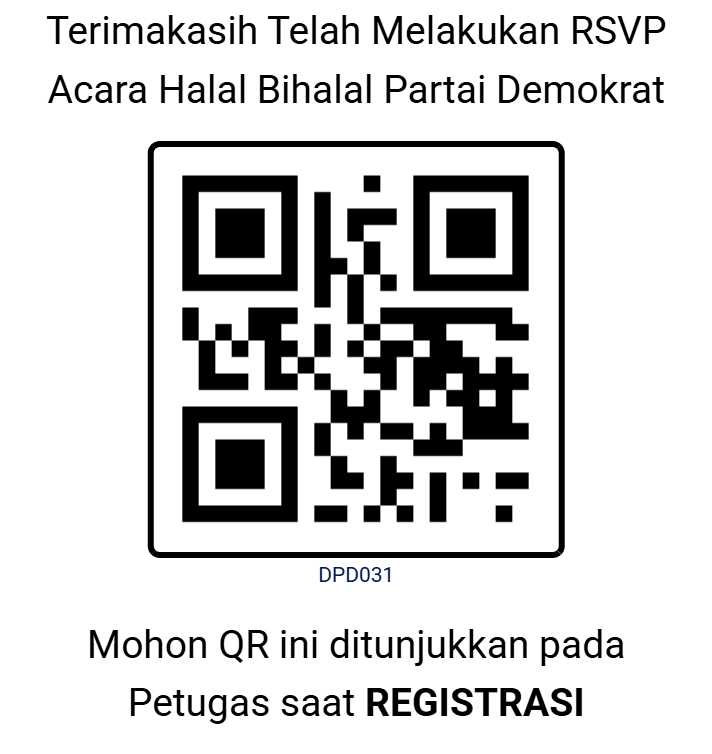 Terimakasih Telah Melakukan RSVP
Acara Halal Bihalal Partai Demokrat
DPD031
Mohon QR ini ditunjukkan pada
Petugas saat REGISTRASI